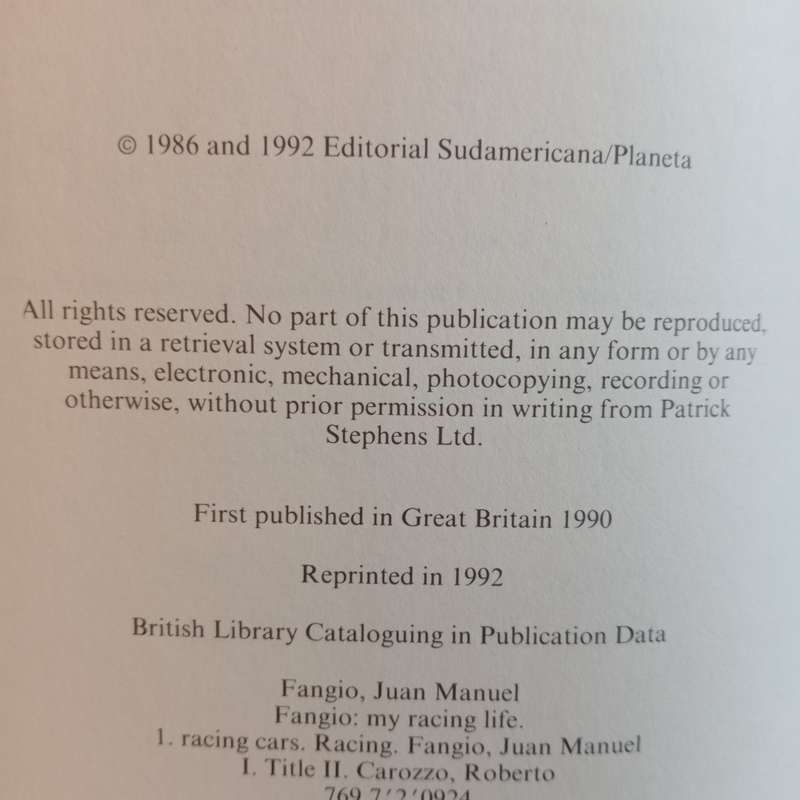 © 1986 and 1992 Editorial Sudamericana/Planeta
All rights reserved. No part of this publication may be reproduced,
stored in a retrieval system or transmitted, in any form or by any
means, electronic, mechanical, photocopying, recording or
otherwise, without prior permission in writing from Patrick
Stephens Ltd.
First published in Great Britain 1990
Reprinted in 1992
British Library Cataloguing in Publication Data
Fangio, Juan Manuel
Fangio: my racing life.
1. racing cars. Racing. Fangio, Juan Manuel
I. Title II. Carozzo, Roberto
769.7'2'0924